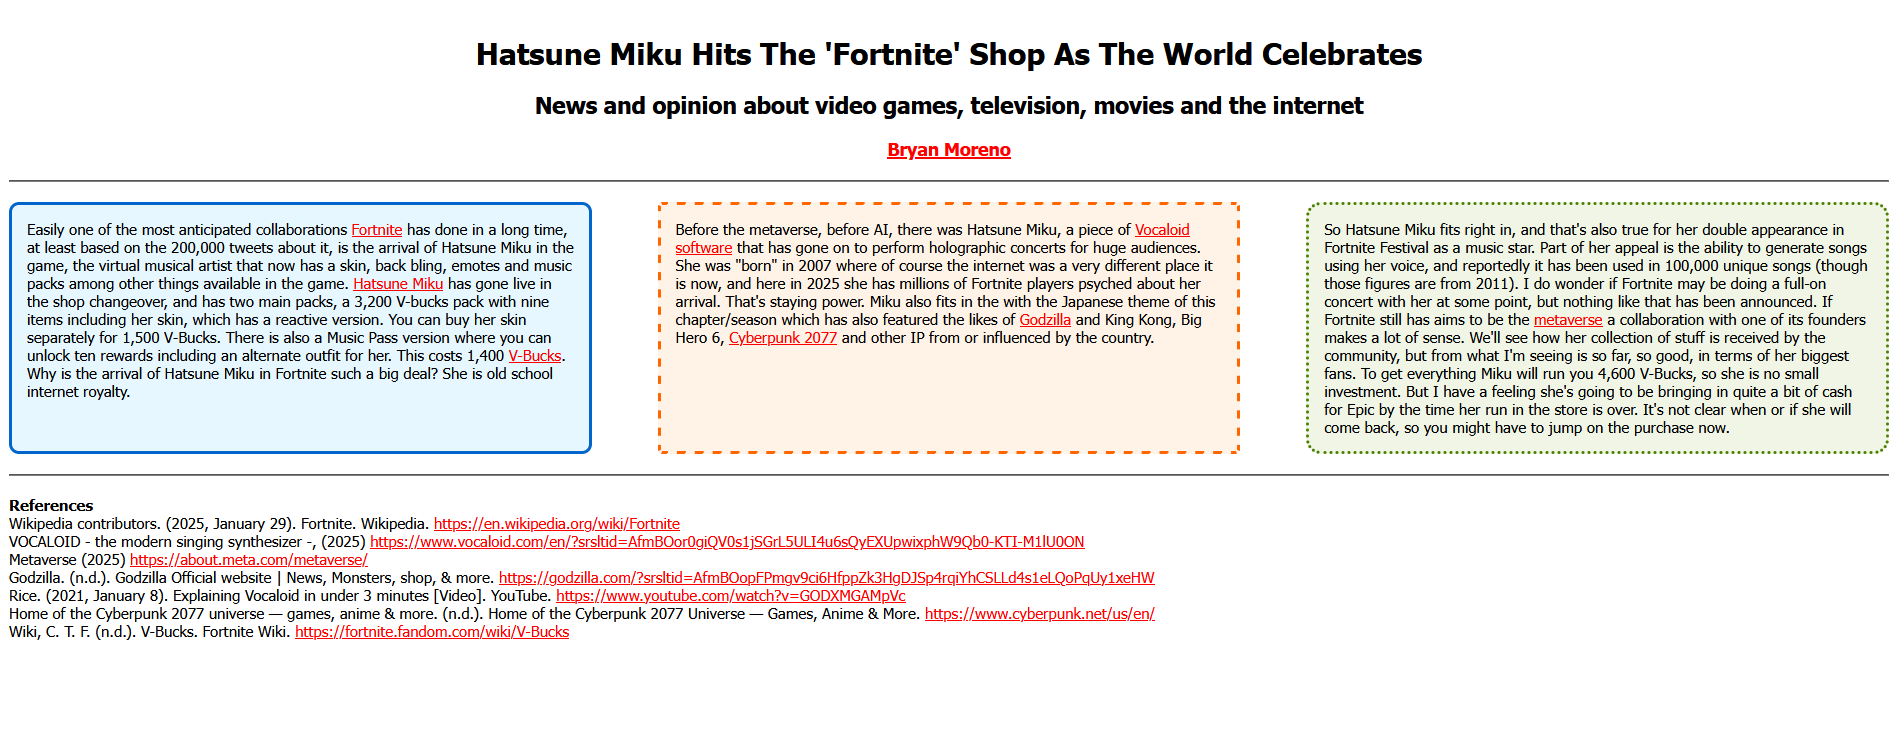 Hatsune Miku Hits The 'Fortnite' Shop As The World Celebrates
News and opinion about video games, television, movies and the internet
Bryan Moreno
Easily one of the most anticipated collaborations Fortnite has done in a long time,
at least based on the 200,000 tweets about it, is the arrival of Hatsune Miku in the
game, the virtual musical artist that now has a skin, back bling, emotes and music
packs among other things available in the game. Hatsune Miku has gone live in
the shop changeover, and has two main packs, a 3,200 V-bucks pack with nine
items including her skin, which has a reactive version. You can buy her skin
separately for 1,500 V-Bucks. There is also a Music Pass version where you can
unlock ten rewards including an alternate outfit for her. This costs 1,400 V-Bucks.
Why is the arrival of Hatsune Miku in Fortnite such a big deal? She is old school
internet royalty.
Before the metaverse, before AI, there was Hatsune Miku, a piece of Vocaloid
software that has gone on to perform holographic concerts for huge audiences.
She was "born" in 2007 where of course the internet was a very different place it
is now, and here in 2025 she has millions of Fortnite players psyched about her
arrival. That's staying power. Miku also fits in the with the Japanese theme of this
chapter/season which has also featured the likes of Godzilla and King Kong, Big
Hero 6, Cyberpunk 2077 and other IP from or influenced by the country.
So Hatsune Miku fits right in, and that's also true for her double appearance in
Fortnite Festival as a music star. Part of her appeal is the ability to generate songs
using her voice, and reportedly it has been used in 100,000 unique songs (though
those figures are from 2011). I do wonder if Fortnite may be doing a full-on
concert with her at some point, but nothing like that has been announced. If
Fortnite still has aims to be the metaverse a collaboration with one of its founders
makes a lot of sense. We'll see how her collection of stuff is received by the
community, but from what I'm seeing is so far, so good, in terms of her biggest
fans. To get everything Miku will run you 4,600 V-Bucks, so she is no small
investment. But I have a feeling she's going to be bringing in quite a bit of cash
for Epic by the time her run in the store is over. It's not clear when or if she will
come back, so you might have to jump on the purchase now.
References
Wikipedia contributors. (2025, January 29). Fortnite. Wikipedia. https://en.wikipedia.org/wiki/Fortnite
VOCALOID - the modern singing synthesizer -, (2025) https://www.vocaloid.com/en/?srsltid=AfmBOor0giQV0s1jSGrL5ULI4u6sQyEXUpwixphW9Qb0-KTI-M1lU0ON
Metaverse (2025) https://about.meta.com/metaverse/
Godzilla. (n.d.). Godzilla Official website | News, Monsters, shop, & more. https://godzilla.com/?srsltid=AfmBOopFPmgv9ci6HfppZk3HgDJSp4rqiYhCSLLd4s1eLQoPqUy1xeHW
Rice. (2021, January 8). Explaining Vocaloid in under 3 minutes [Video]. YouTube. https://www.youtube.com/watch?v=GODXMGAMpVc
Home of the Cyberpunk 2077 universe — games, anime & more. (n.d.). Home of the Cyberpunk 2077 Universe — Games, Anime & More. https://www.cyberpunk.net/us/en/
Wiki, C. T. F. (n.d.). V-Bucks. Fortnite Wiki. https://fortnite.fandom.com/wiki/V-Bucks